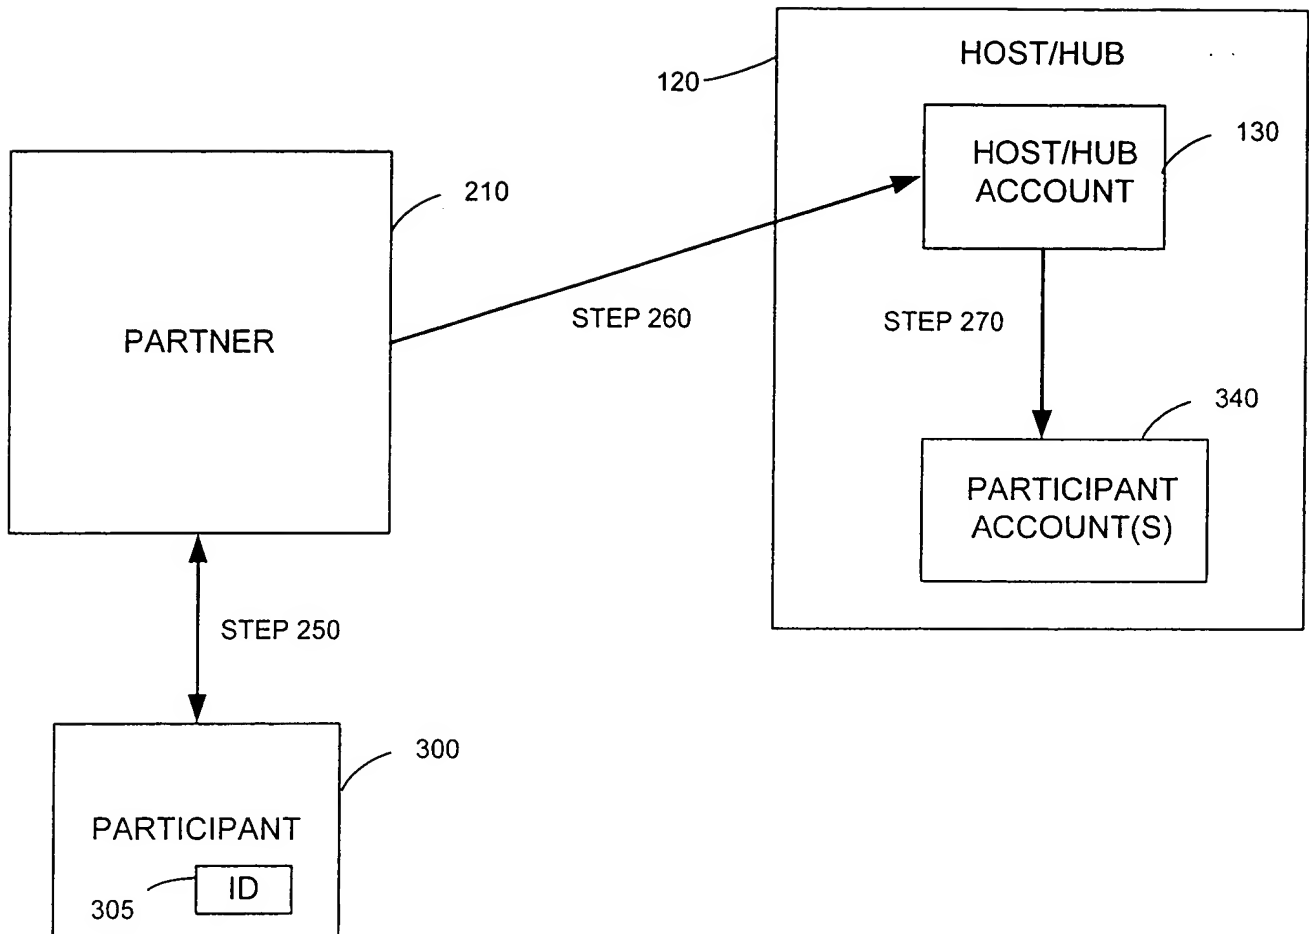 HOST/HUB
120
HOST/HUB
ACCOUNT
130
210
PARTNER
STEP 260
STEP 270
340
PARTICIPANT
ACCOUNT(S)
STEP 250
300
PARTICIPANT
ID
305